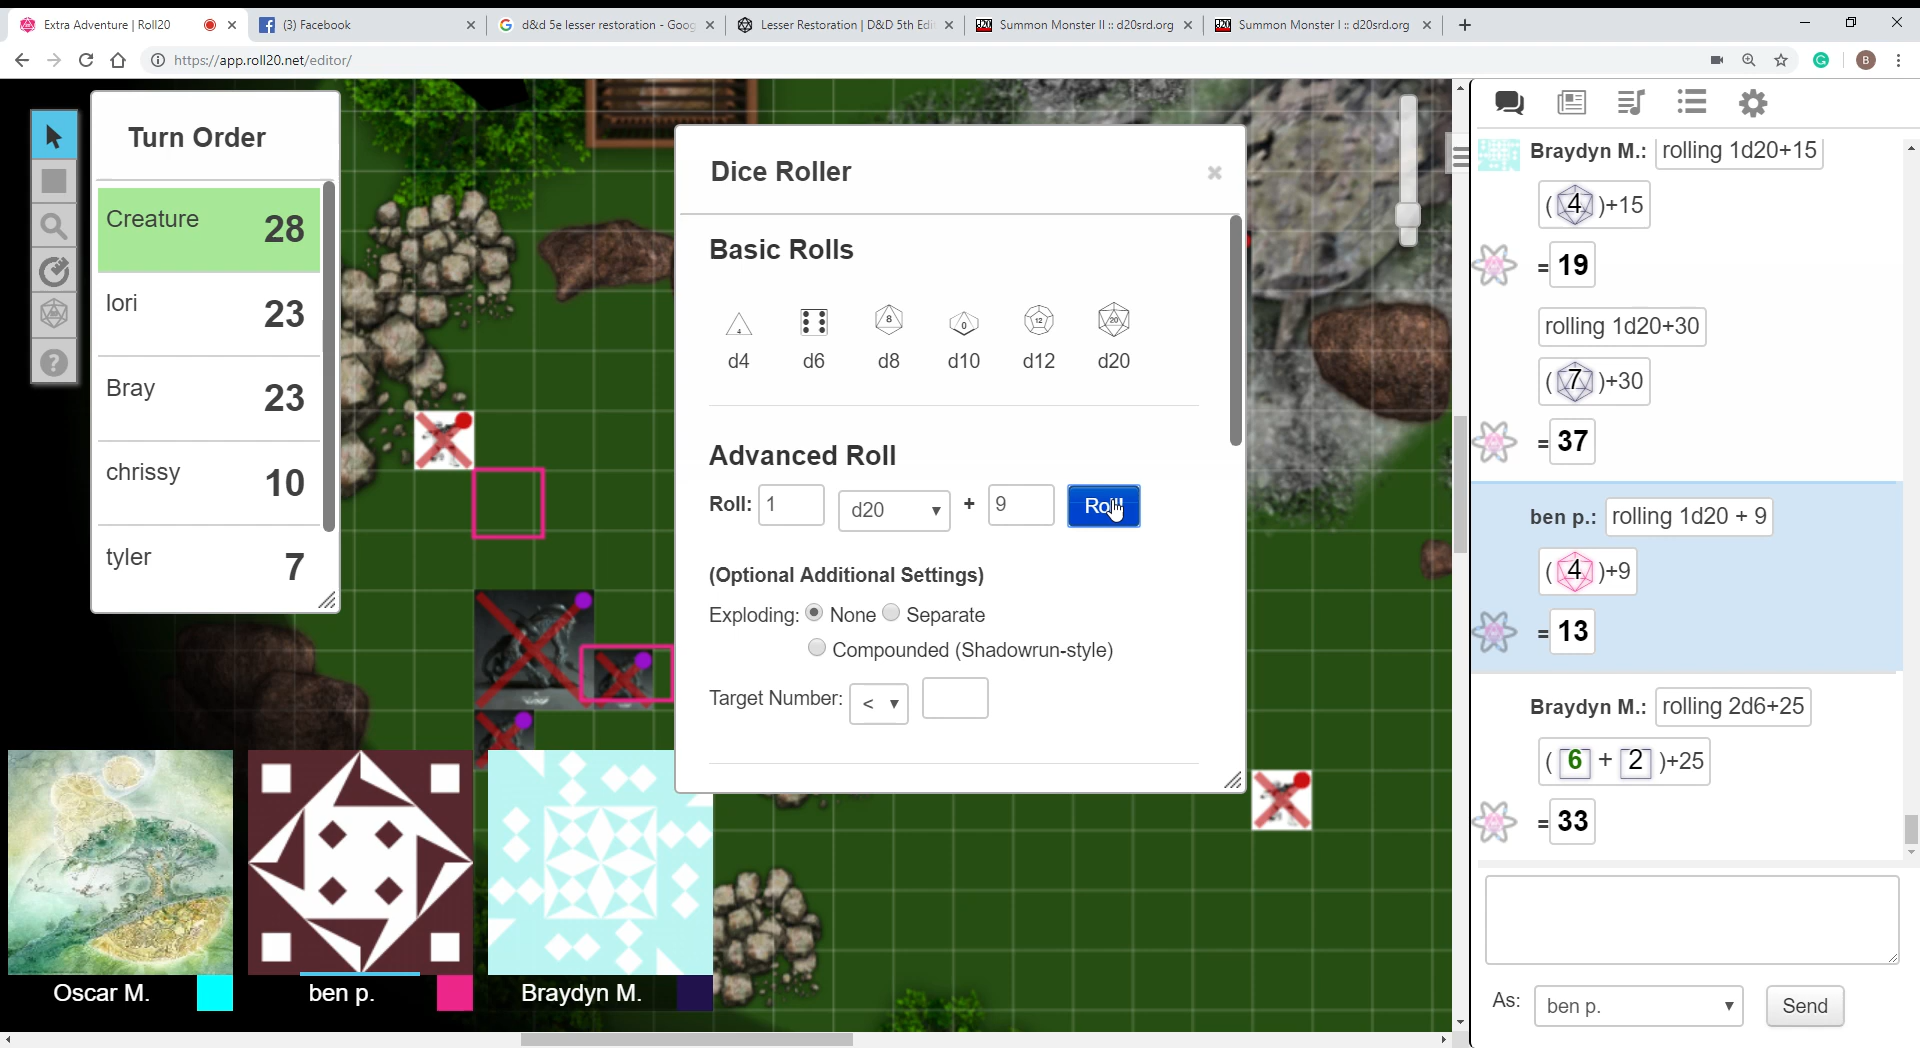 Extra Adventure | Roll20
(3) Facebook
d&d 5e lesser restoration - Goog
Lesser Restoration | D&D 5th Edi
Summon Monster II :: d20srd.org
Summon Monster I :: d20srd.org
https://app.roll20.net/editor/
B
Turn Order
Creature 28
lori 23
Bray 23
chrissy 10
tyler 7
Dice Roller
Basic Rolls
4 8 0 12 20
d4 d6 d8 d10 d12 d20
Advanced Roll
Roll: 1 d20 + 9 Roll
(Optional Additional Settings)
Exploding: None Separate
Compounded (Shadowrun-style)
Target Number: <
Braydyn M.: rolling 1d20+15
(4)+15
= 19
rolling 1d20+30
(7)+30
= 37
ben p.: rolling 1d20 + 9
(4)+9
= 13
Braydyn M.: rolling 2d6+25
(6 + 2)+25
= 33
As: ben p. Send
Oscar M.
ben p.
Braydyn M.